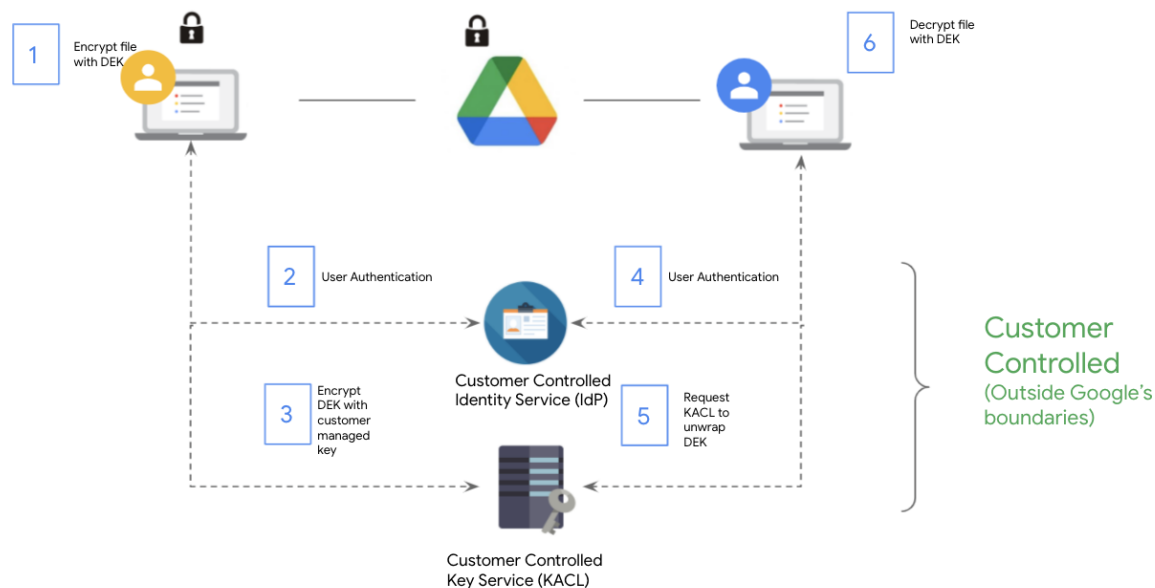 1
Encrypt file
with DEK
6
Decrypt file
with DEK
2
User Authentication
4
User Authentication
Customer Controlled
Identity Service (IdP)
3
Encrypt
DEK with
customer
managed
key
5
Request
KACL to
unwrap
DEK
Customer Controlled
Key Service (KACL)
Customer
Controlled
(Outside Google's
boundaries)